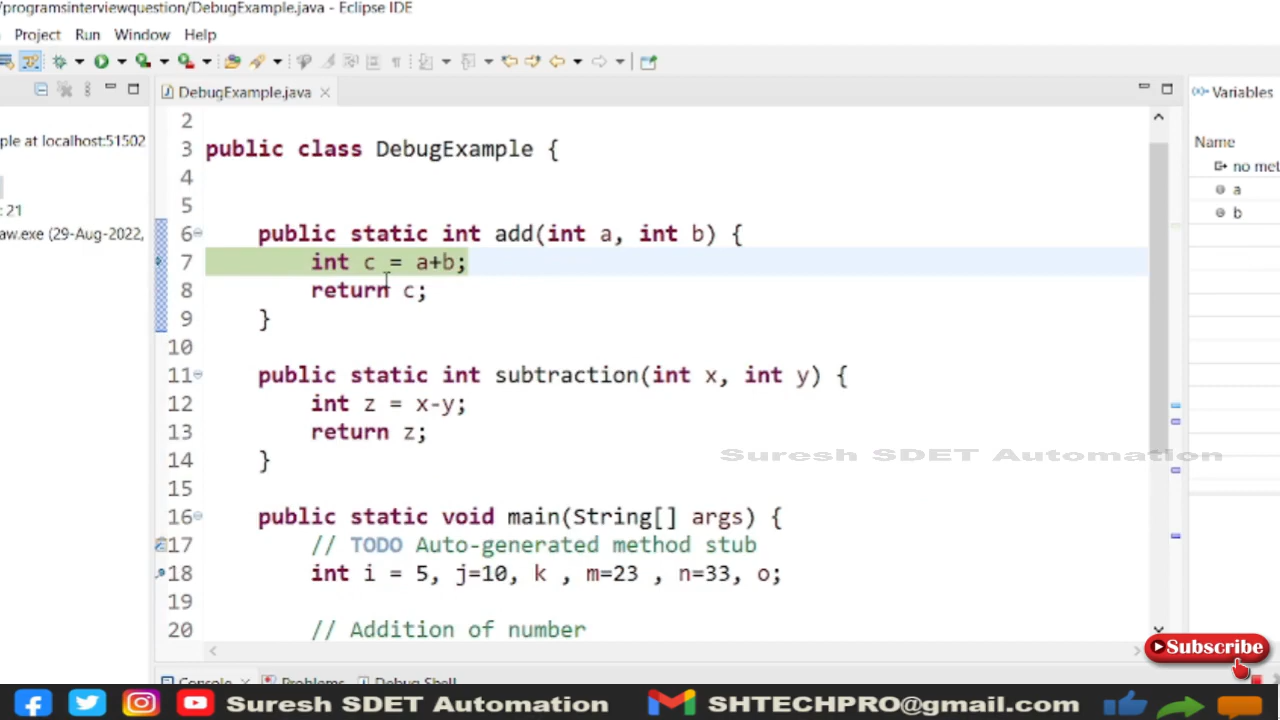 /programsinterviewquestion/DebugExample.java - Eclipse IDE
Project Run Window Help
DebugExample.java
Variables
ple at localhost:51502
: 21
aw.exe (29-Aug-2022,
Name
no met
a
b
2
3 public class DebugExample {
4
5
6 public static int add(int a, int b) {
7 int c = a+b;
8 return c;
9 }
10
11 public static int subtraction(int x, int y) {
12 int z = x-y;
13 return z;
14 }
15
16 public static void main(String[] args) {
17 // TODO Auto-generated method stub
18 int i = 5, j=10, k , m=23 , n=33, o;
19
20 // Addition of number
Suresh SDET Automation
Console Problems Debug Shell
Subscribe
Suresh SDET Automation SHTECHPRO@gmail.com